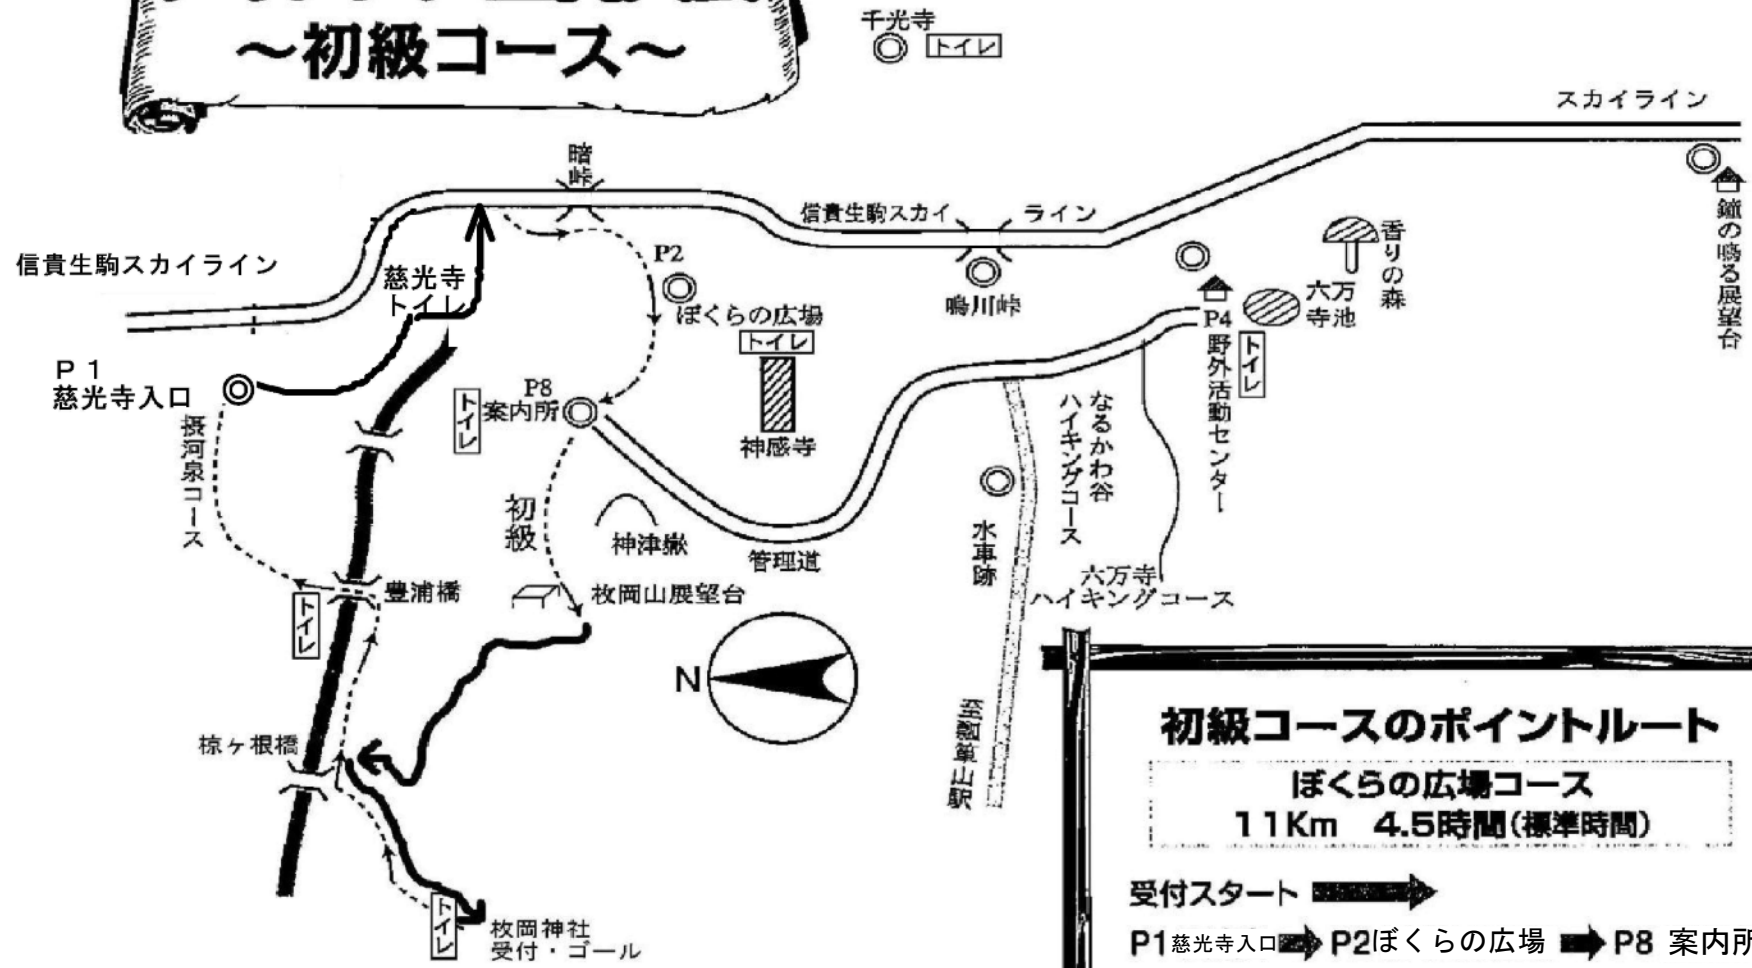 ～初級コース～
千光寺
トイレ
スカイライン
暗峠
信貴生駒スカイ
ライン
香りの森
鐘の鳴る展望台
信貴生駒スカイライン
慈光寺
トイレ
P2
ぼくらの広場
トイレ
鳴川峠
六万
寺池
P4
野外活動センター
トイレ
P 1
慈光寺入口
P8
案内所
トイレ
神感寺
なるかわ谷
ハイキングコース
摂河泉コース
初級
神津嶽
管理道
水車跡
六万寺
ハイキングコース
豊浦橋
トイレ
枚岡山展望台
N
椋ヶ根橋
至瓢箪山駅
トイレ
枚岡神社
受付・ゴール
初級コースのポイントルート
ぼくらの広場コース
11Km 4.5時間(標準時間)
受付スタート
P1慈光寺入口 P2ぼくらの広場 P8 案内所